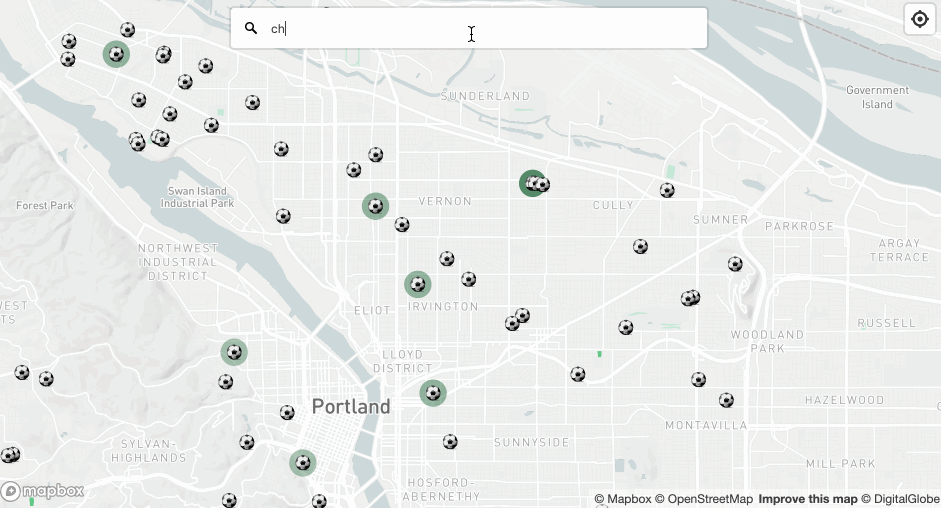 ch
SUNDERLAND
Government
Island
Swan Island
Industrial Park
Forest Park
VERNON
CULLY
SUMNER
PARKROSE
NORTHWEST
INDUSTRIAL
DISTRICT
ARGAY
TERRACE
WEST
TS
ELIOT
IRVINGTON
RUSSELL
WOODLAND
PARK
LLOYD
DISTRICT
Portland
HAZELWOOD
MONTAVILLA
SYLVAN-
HIGHLANDS
SUNNYSIDE
MILL PARK
HOSFORD-
ABERNETHY
mapbox
© Mapbox © OpenStreetMap Improve this map © DigitalGlobe